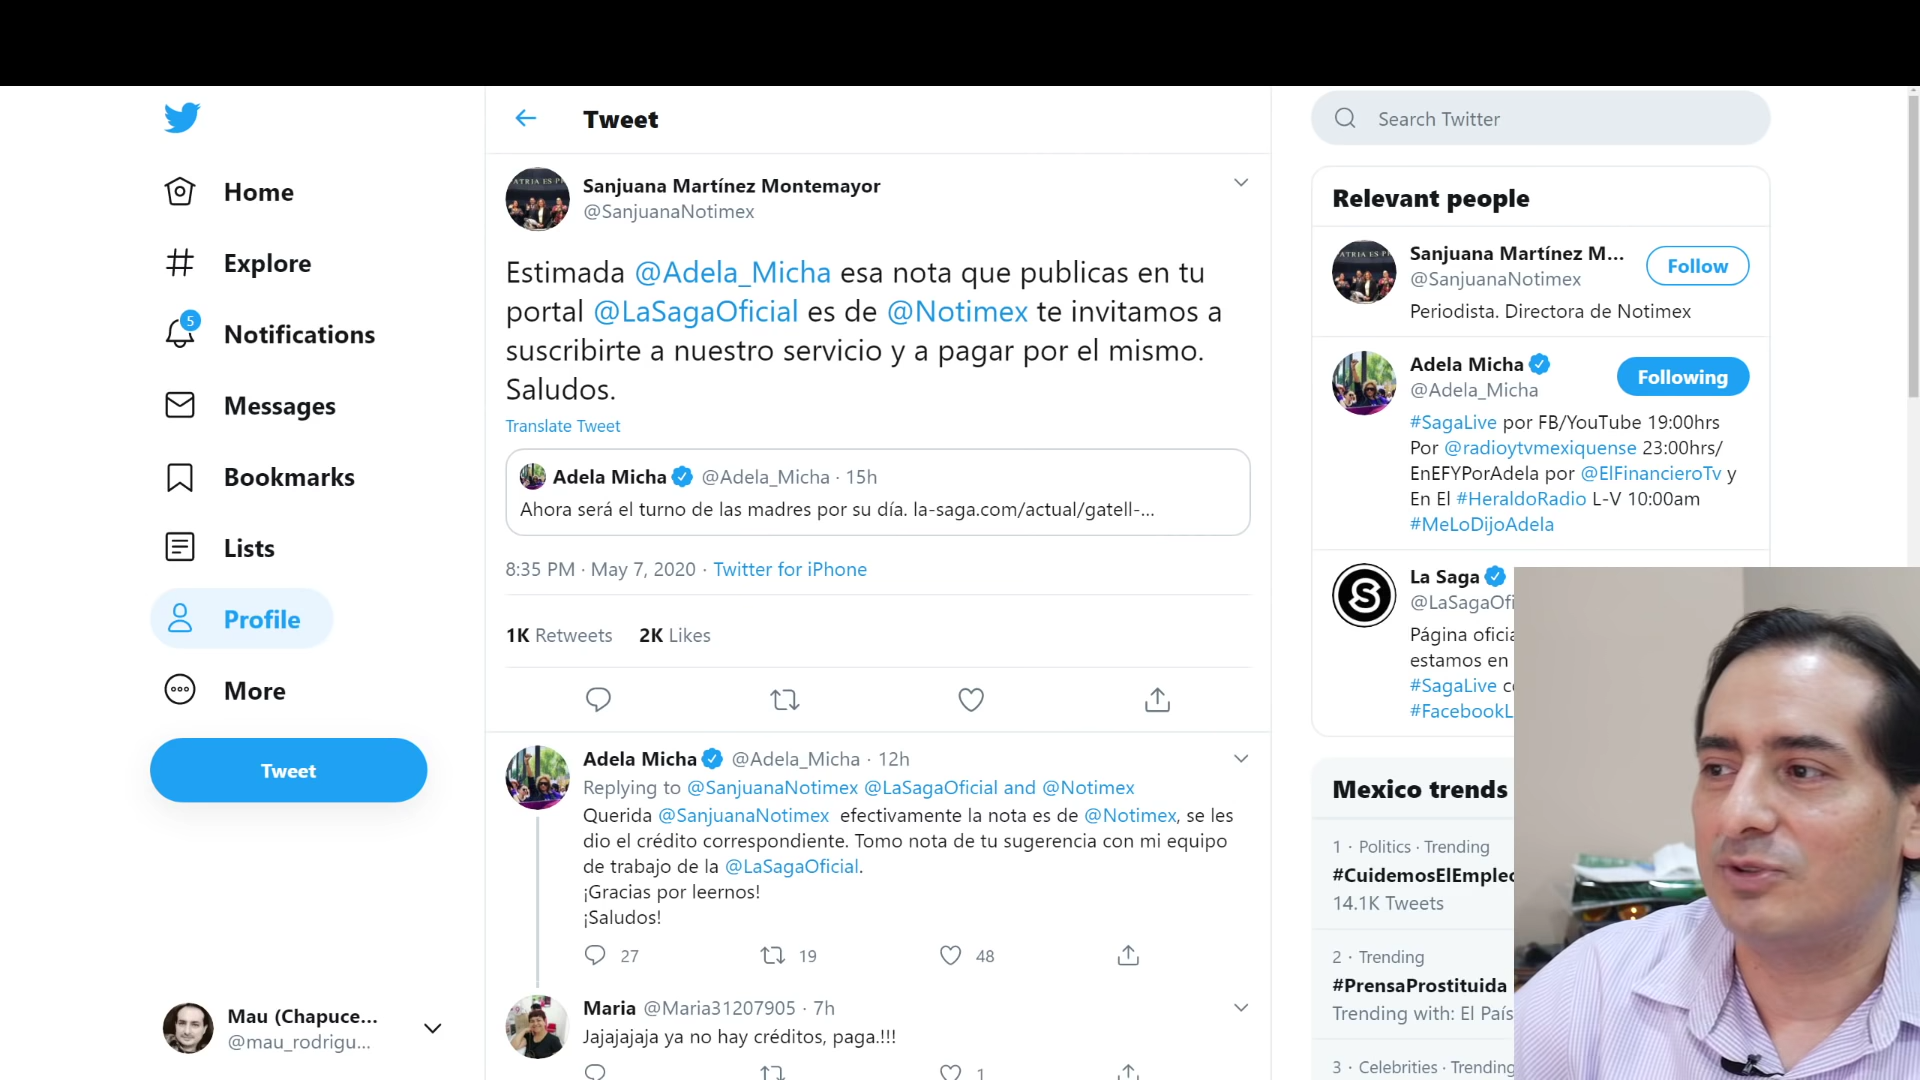 Home
Explore
5
Notifications
Messages
Bookmarks
Lists
Profile
More
Tweet
Mau (Chapuce...
@mau_rodrigu...
Tweet
Sanjuana Martínez Montemayor
@SanjuanaNotimex
Estimada @Adela_Micha esa nota que publicas en tu
portal @LaSagaOficial es de @Notimex te invitamos a
suscribirte a nuestro servicio y a pagar por el mismo.
Saludos.
Translate Tweet
Adela Micha @Adela_Micha · 15h
Ahora será el turno de las madres por su día. la-saga.com/actual/gatell-...
8:35 PM · May 7, 2020 · Twitter for iPhone
1K Retweets 2K Likes
Adela Micha @Adela_Micha · 12h
Replying to @SanjuanaNotimex @LaSagaOficial and @Notimex
Querida @SanjuanaNotimex efectivamente la nota es de @Notimex, se les
dio el crédito correspondiente. Tomo nota de tu sugerencia con mi equipo
de trabajo de la @LaSagaOficial.
¡Gracias por leernos!
¡Saludos!
27 19 48
Maria @Maria31207905 · 7h
Jajajajaja ya no hay créditos, paga.!!!
1
Search Twitter
Relevant people
Sanjuana Martínez M...
@SanjuanaNotimex
Follow
Periodista. Directora de Notimex
Adela Micha
@Adela_Micha
Following
#SagaLive por FB/YouTube 19:00hrs
Por @radioytvmexiquense 23:00hrs/
EnEFYPorAdela por @ElFinancieroTv y
En El #HeraldoRadio L-V 10:00am
#MeLoDijoAdela
La Saga
@LaSagaOfi
Página oficia
estamos en
#SagaLive c
#FacebookL
Mexico trends
1 · Politics · Trending
#CuidemosElEmplec
14.1K Tweets
2 · Trending
#PrensaProstituida
Trending with: El País
3 · Celebrities · Trending